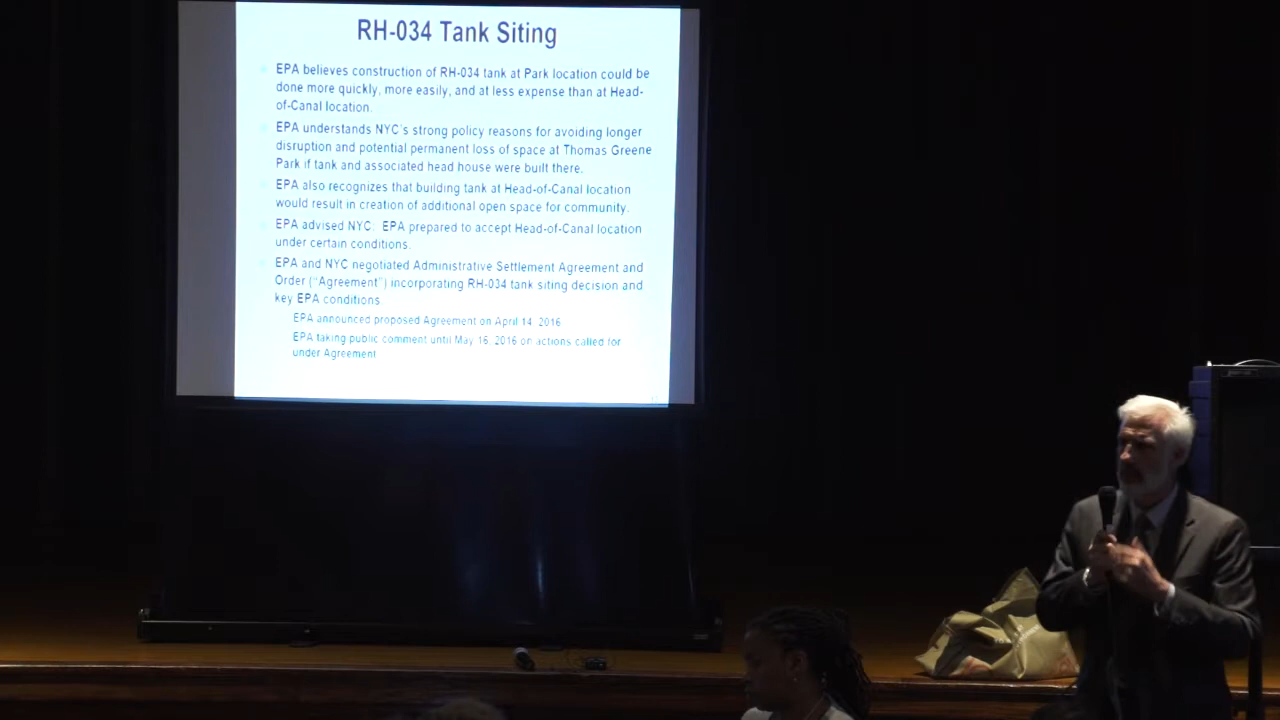 RH-034 Tank Siting
EPA believes construction of RH-034 tank at Park location could be
done more quickly, more easily, and at less expense than at Head-
of-Canal location.
EPA understands NYC's strong policy reasons for avoiding longer
disruption and potential permanent loss of space at Thomas Greene
Park if tank and associated head house were built there.
EPA also recognizes that building tank at Head-of-Canal location
would result in creation of additional open space for community.
EPA advised NYC: EPA prepared to accept Head-of-Canal location
under certain conditions.
EPA and NYC negotiated Administrative Settlement Agreement and
Order ("Agreement") incorporating RH-034 tank siting decision and
key EPA conditions
EPA announced proposed Agreement on April 14, 2016
EPA taking public comment until May 16, 2016 on actions called for
under Agreement